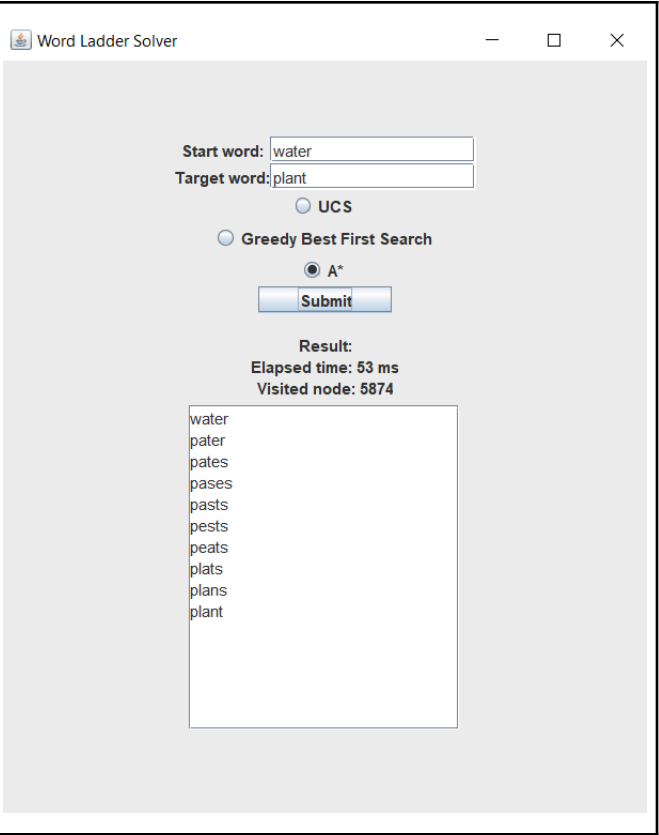 Word Ladder Solver
Start word: water
Target word: plant
UCS
Greedy Best First Search
A*
Submit
Result:
Elapsed time: 53 ms
Visited node: 5874
water
pater
pates
pases
pasts
pests
peats
plats
plans
plant